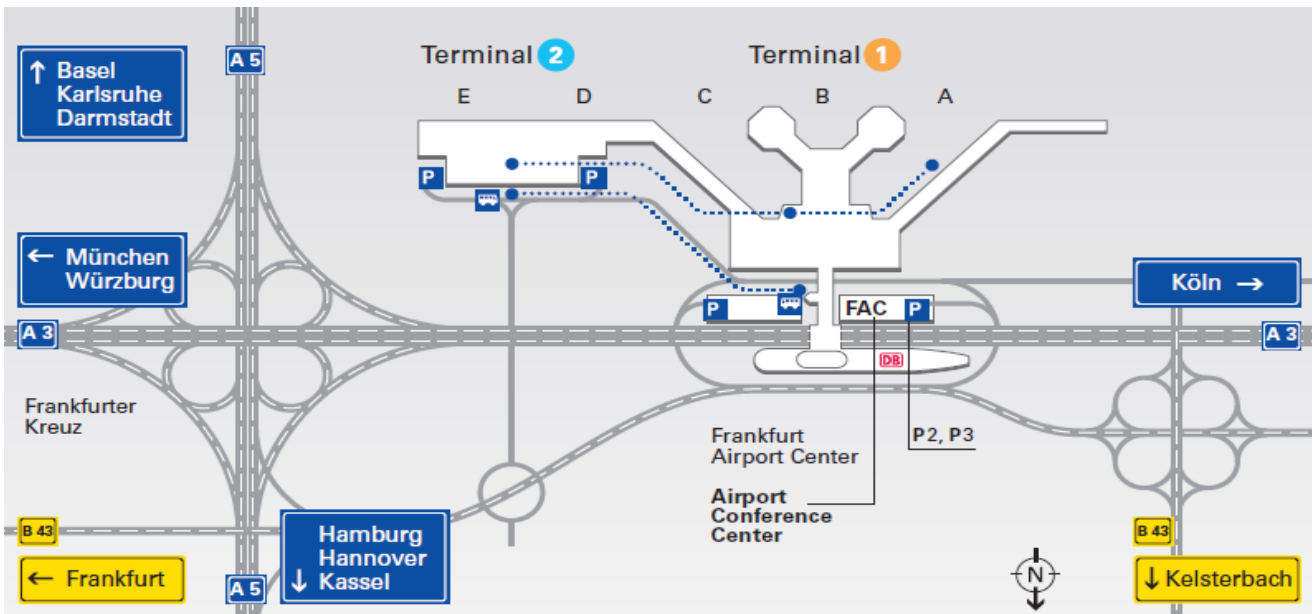 A 5
Terminal 2
Terminal 1
↑ Basel
Karlsruhe
Darmstadt
E
D
C
B
A
P
P
← München
Würzburg
Köln →
P
FAC
P
A 3
A 3
DB
Frankfurter
Kreuz
Frankfurt
Airport Center
P2, P3
Airport
Conference
Center
B 43
Hamburg
Hannover
↓ Kassel
B 43
← Frankfurt
A 5
N
↓ Kelsterbach